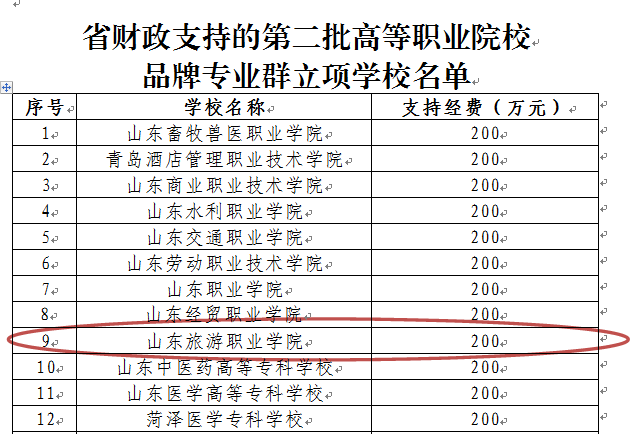 省财政支持的第二批高等职业院校
品牌专业群立项学校名单
序号 学校名称 支持经费（万元）
1 山东畜牧兽医职业学院 200
2 青岛酒店管理职业技术学院 200
3 山东商业职业技术学院 200
4 山东水利职业学院 200
5 山东交通职业学院 200
6 山东劳动职业技术学院 200
7 山东职业学院 200
8 山东经贸职业学院 200
9 山东旅游职业学院 200
10 山东中医药高等专科学校 200
11 山东医学高等专科学校 200
12 菏泽医学专科学校 200